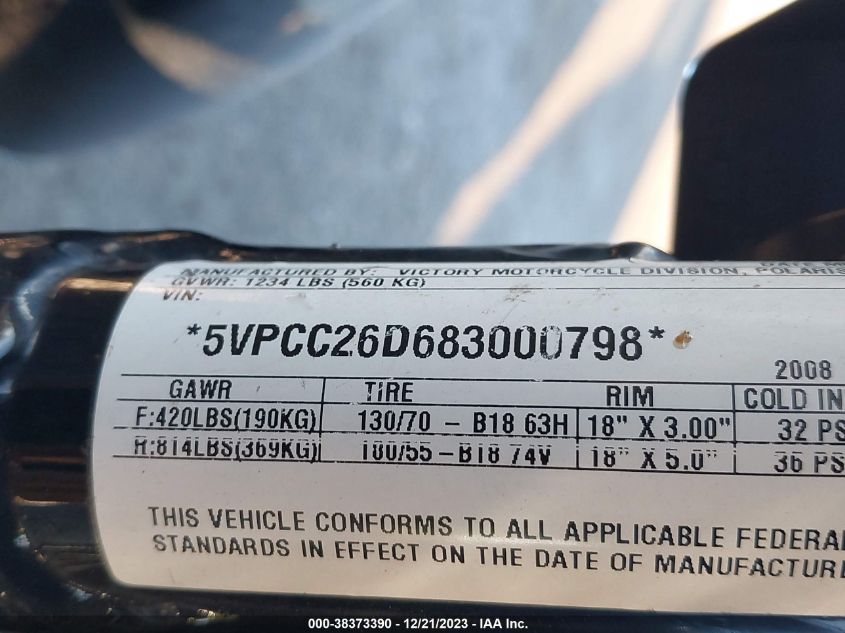 DATE M
MANUFACTURED BY: VICTORY MOTORCYCLE DIVISION, POLARIS
GVWR: 1234 LBS (560 KG)
VIN:
*5VPCC26D683000798*
2008
GAWR TIRE RIM COLD IN
F:420LBS(190KG) 130/70 - B18 63H 18" X 3.00" 32 PS
R:814LBS(369KG) 180/55-B18 74V 18" X 5.0" 36 PS
THIS VEHICLE CONFORMS TO ALL APPLICABLE FEDERAL
STANDARDS IN EFFECT ON THE DATE OF MANUFACTURE
000-38373390 - 12/21/2023 - IAA Inc.